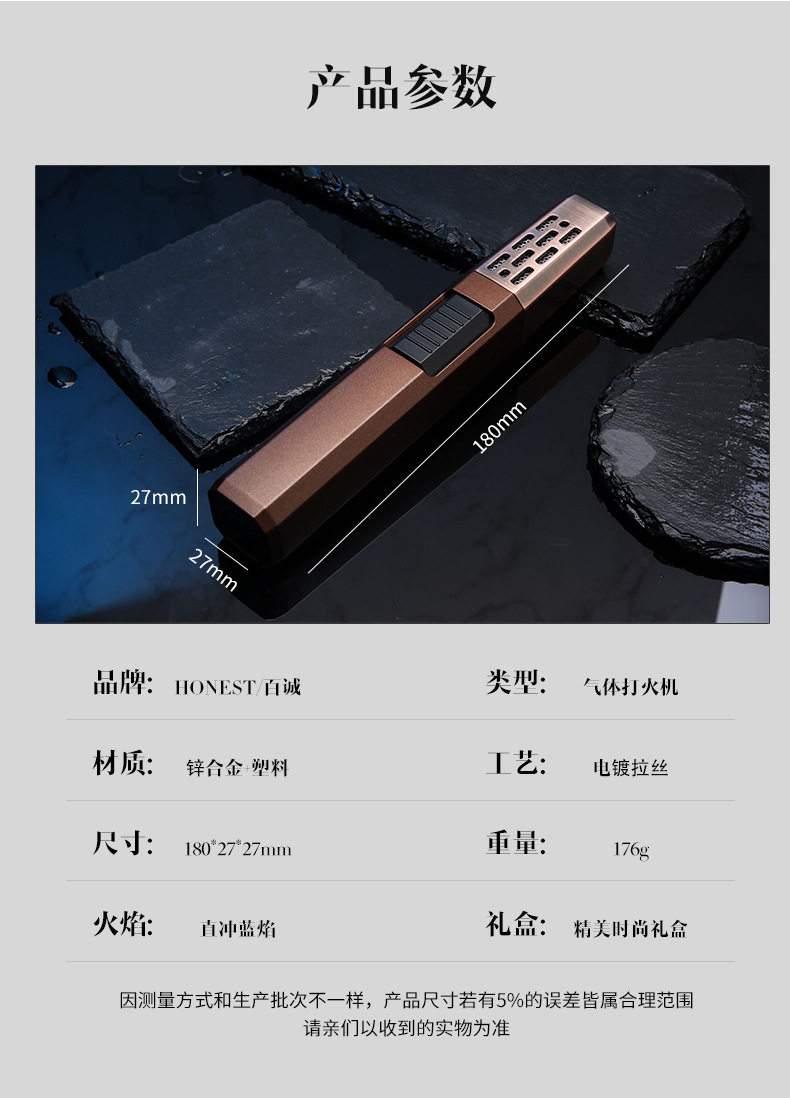 产品参数
180mm
27mm
27mm
品牌: HONEST/百诚
类型: 气体打火机
材质: 锌合金+塑料
工艺: 电镀拉丝
尺寸: 180*27*27mm
重量: 176g
火焰: 直冲蓝焰
礼盒: 精美时尚礼盒
因测量方式和生产批次不一样，产品尺寸若有5%的误差皆属合理范围
请亲们以收到的实物为准